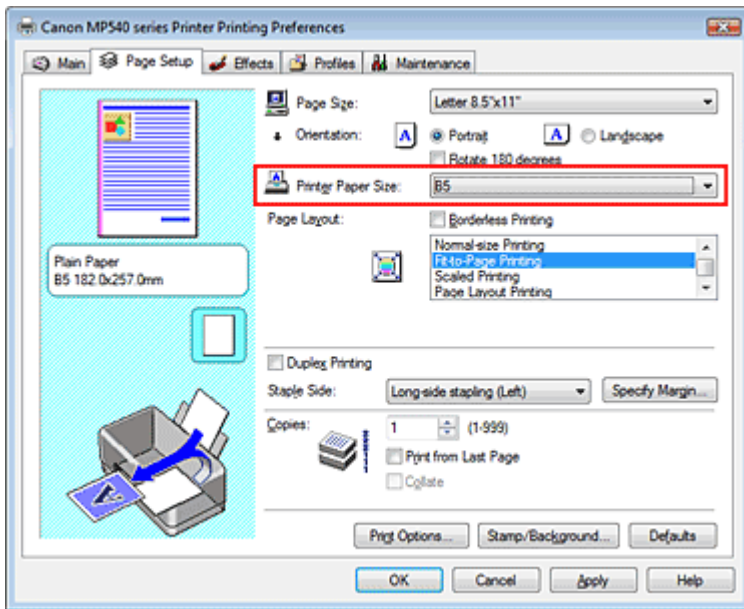 Canon MP540 series Printer Printing Preferences
Main Page Setup Effects Profiles Maintenance
Page Size: Letter 8.5"x11"
Orientation: A Portrait A Landscape
Rotate 180 degrees
Printer Paper Size: B5
Page Layout: Borderless Printing
Normal-size Printing
Fit-to-Page Printing
Scaled Printing
Page Layout Printing
Plain Paper
B5 182.0x257.0mm
Duplex Printing
Staple Side: Long-side stapling (Left) Specify Margin...
Copies: 1 (1-999)
Print from Last Page
Collate
A
Print Options... Stamp/Background... Defaults
OK Cancel Apply Help